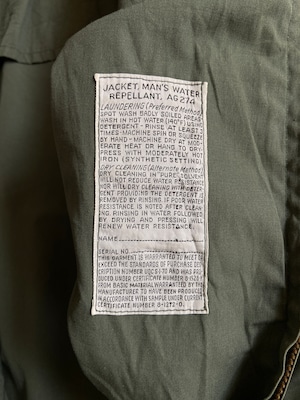 JACKET, MAN'S WATER
REPELLANT, AG 274
LAUNDERING (Preferred Method)
SPOT WASH BADLY SOILED AREAS-
WASH IN HOT WATER (140°F) USING
DETERGENT - RINSE AT LEAST 3
TIMES-MACHINE SPIN OR SQUEEZE
BY HAND-MACHINE DRY AT MOD-
ERATE HEAT OR HANG TO DRY-
PRESS WITH MODERATELY HOT
IRON (SYNTHETIC SETTING)
DRY-CLEANING (Alternate Method)
DRY CLEANING IN PURE SOLVENT
WILL NOT REDUCE WATER RESISTANCE
NOR WILL DRY CLEANING WITH DETER-
GENT PROVIDING THE DETERGENT IS
REMOVED BY RINSING. IF POOR WATER
RESISTANCE IS NOTED AFTER CLEAN-
ING, RINSING IN WATER FOLLOWED
BY DRYING AND PRESSING WILL
RENEW WATER RESISTANCE.
NAME
SERIAL NO
THIS GARMENT IS WARRANTED TO MEET OR
EXCEED THE STANDARDS OF PURCHASE DES-
CRIPTION NUMBER AND WAS PRO-
DUCED UNDER CERTIFICATE NUMBER
FROM BASIC MATERIAL WARRANTED BY THE
MANUFACTURER TO HAVE BEEN PRODUCED
IN ACCORDANCE WITH SAMPLE UNDER CURRENT
CERTIFICATE NUMBER